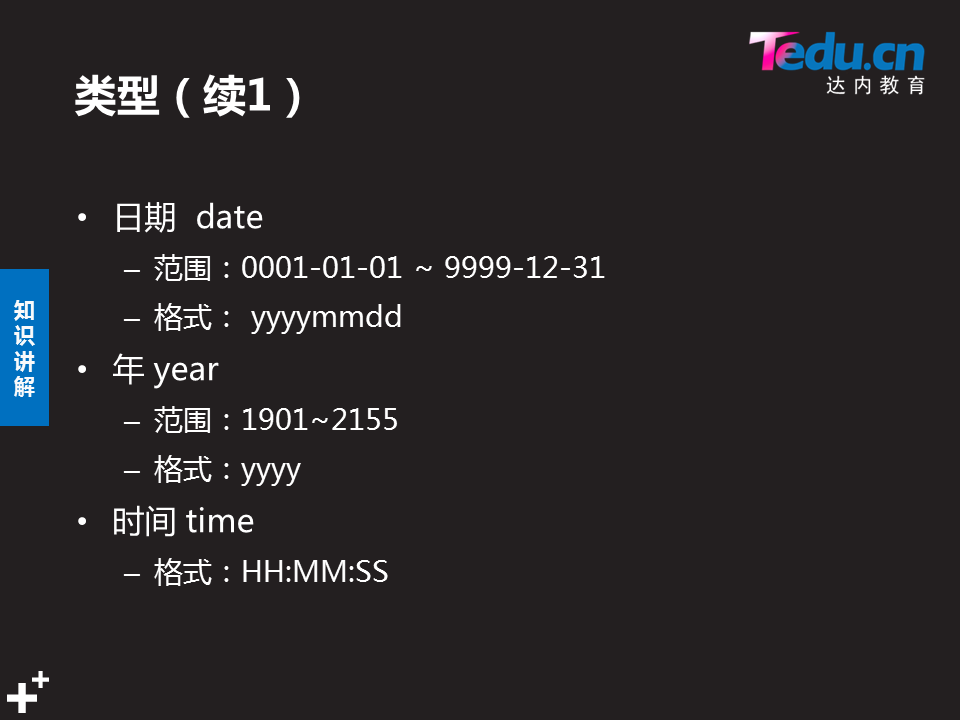 Tedu.cn
达内教育
类型（续1）
• 日期 date
– 范围：0001-01-01 ~ 9999-12-31
– 格式： yyyymmdd
• 年 year
– 范围：1901~2155
– 格式：yyyy
• 时间 time
– 格式：HH:MM:SS
知识讲解